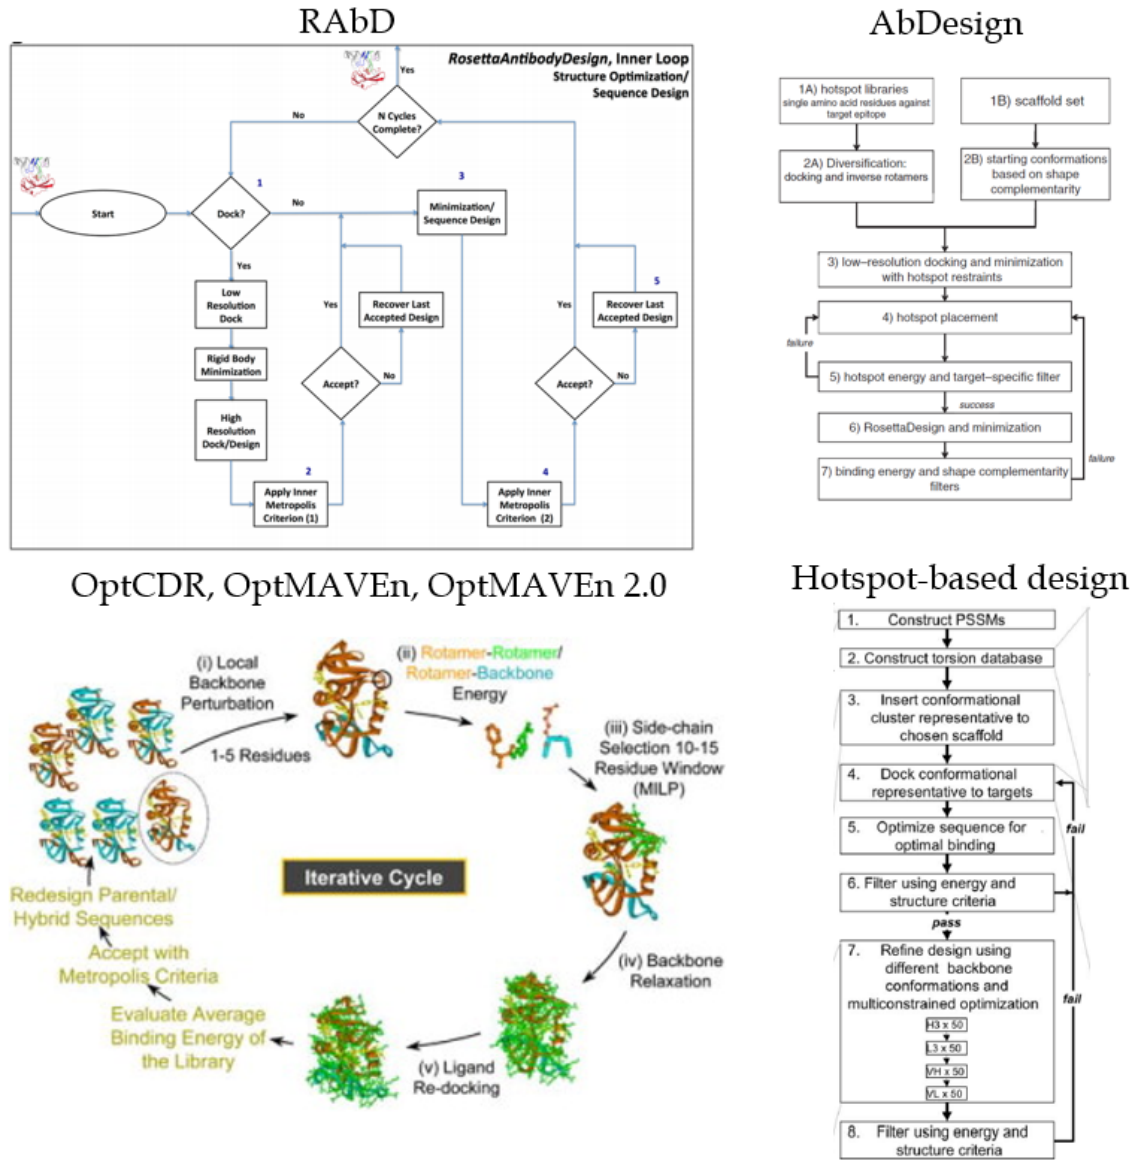 RAbD
RosettaAntibodyDesign, Inner Loop
Structure Optimization/
Sequence Design
Yes
N Cycles
Complete?
No
Start
1
Dock?
No
3
Minimization/
Sequence Design
Yes
Low
Resolution
Dock
Rigid Body
Minimization
High
Resolution
Dock/Design
2
Apply Inner
Metropolis
Criterion (1)
Yes
Recover Last
Accepted Design
Accept?
No
4
Apply Inner
Metropolis
Criterion (2)
Yes
5
Recover Last
Accepted Design
Accept?
No
AbDesign
1A) hotspot libraries
single amino acid residues against
target epitope
1B) scaffold set
2A) Diversification:
docking and inverse rotamers
2B) starting conformations
based on shape
complementarity
3) low–resolution docking and minimization
with hotspot restraints
4) hotspot placement
failure
5) hotspot energy and target–specific filter
success
6) RosettaDesign and minimization
failure
7) binding energy and shape complementarity
filters
OptCDR, OptMAVEn, OptMAVEn 2.0
(i) Local
Backbone
Perturbation
1-5 Residues
(ii) Rotamer-Rotamer/
Rotamer-Backbone
Energy
(iii) Side-chain
Selection 10-15
Residue Window
(MILP)
Iterative Cycle
(iv) Backbone
Relaxation
(v) Ligand
Re-docking
Evaluate Average
Binding Energy of
the Library
Accept with
Metropolis Criteria
Redesign Parental/
Hybrid Sequences
Hotspot-based design
1. Construct PSSMs
2. Construct torsion database
3. Insert conformational
cluster representative to
chosen scaffold
4. Dock conformational
representative to targets
fail
5. Optimize sequence for
optimal binding
6. Filter using energy and
structure criteria
pass
7. Refine design using
different backbone
conformations and
multiconstrained optimization
H3 x 50
L3 x 50
VH x 50
VL x 50
fail
8. Filter using energy and
structure criteria